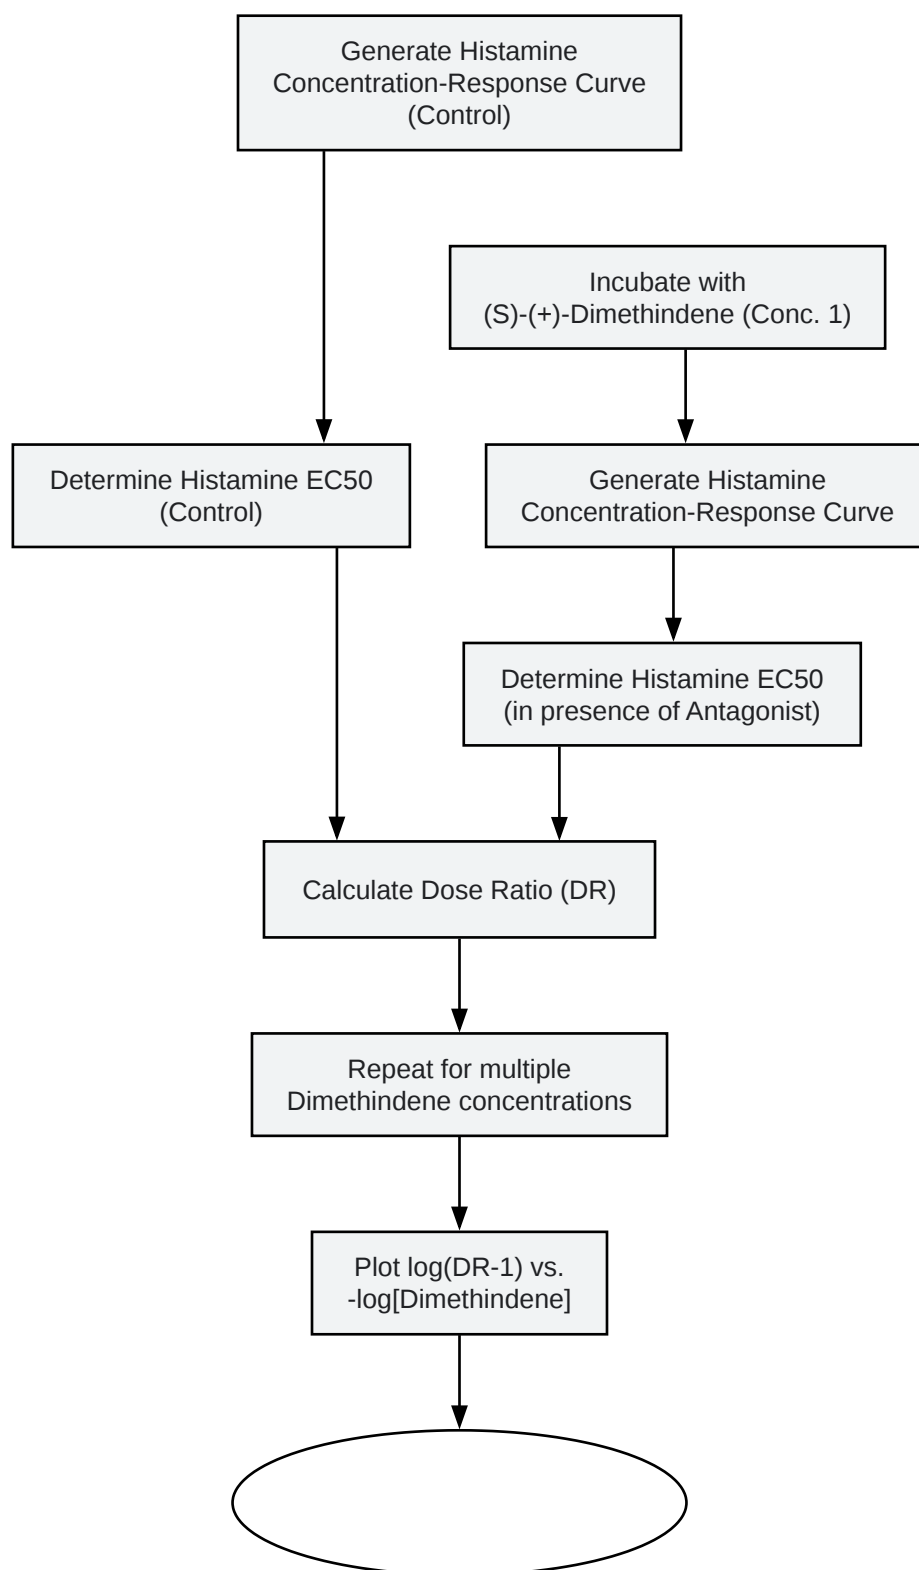 Generate Histamine
Concentration-Response Curve
(Control)
Incubate with
(S)-(+)-Dimethindene (Conc. 1)
Determine Histamine EC50
(Control)
Generate Histamine
Concentration-Response Curve
Determine Histamine EC50
(in presence of Antagonist)
Calculate Dose Ratio (DR)
Repeat for multiple
Dimethindene concentrations
Plot log(DR-1) vs.
-log[Dimethindene]